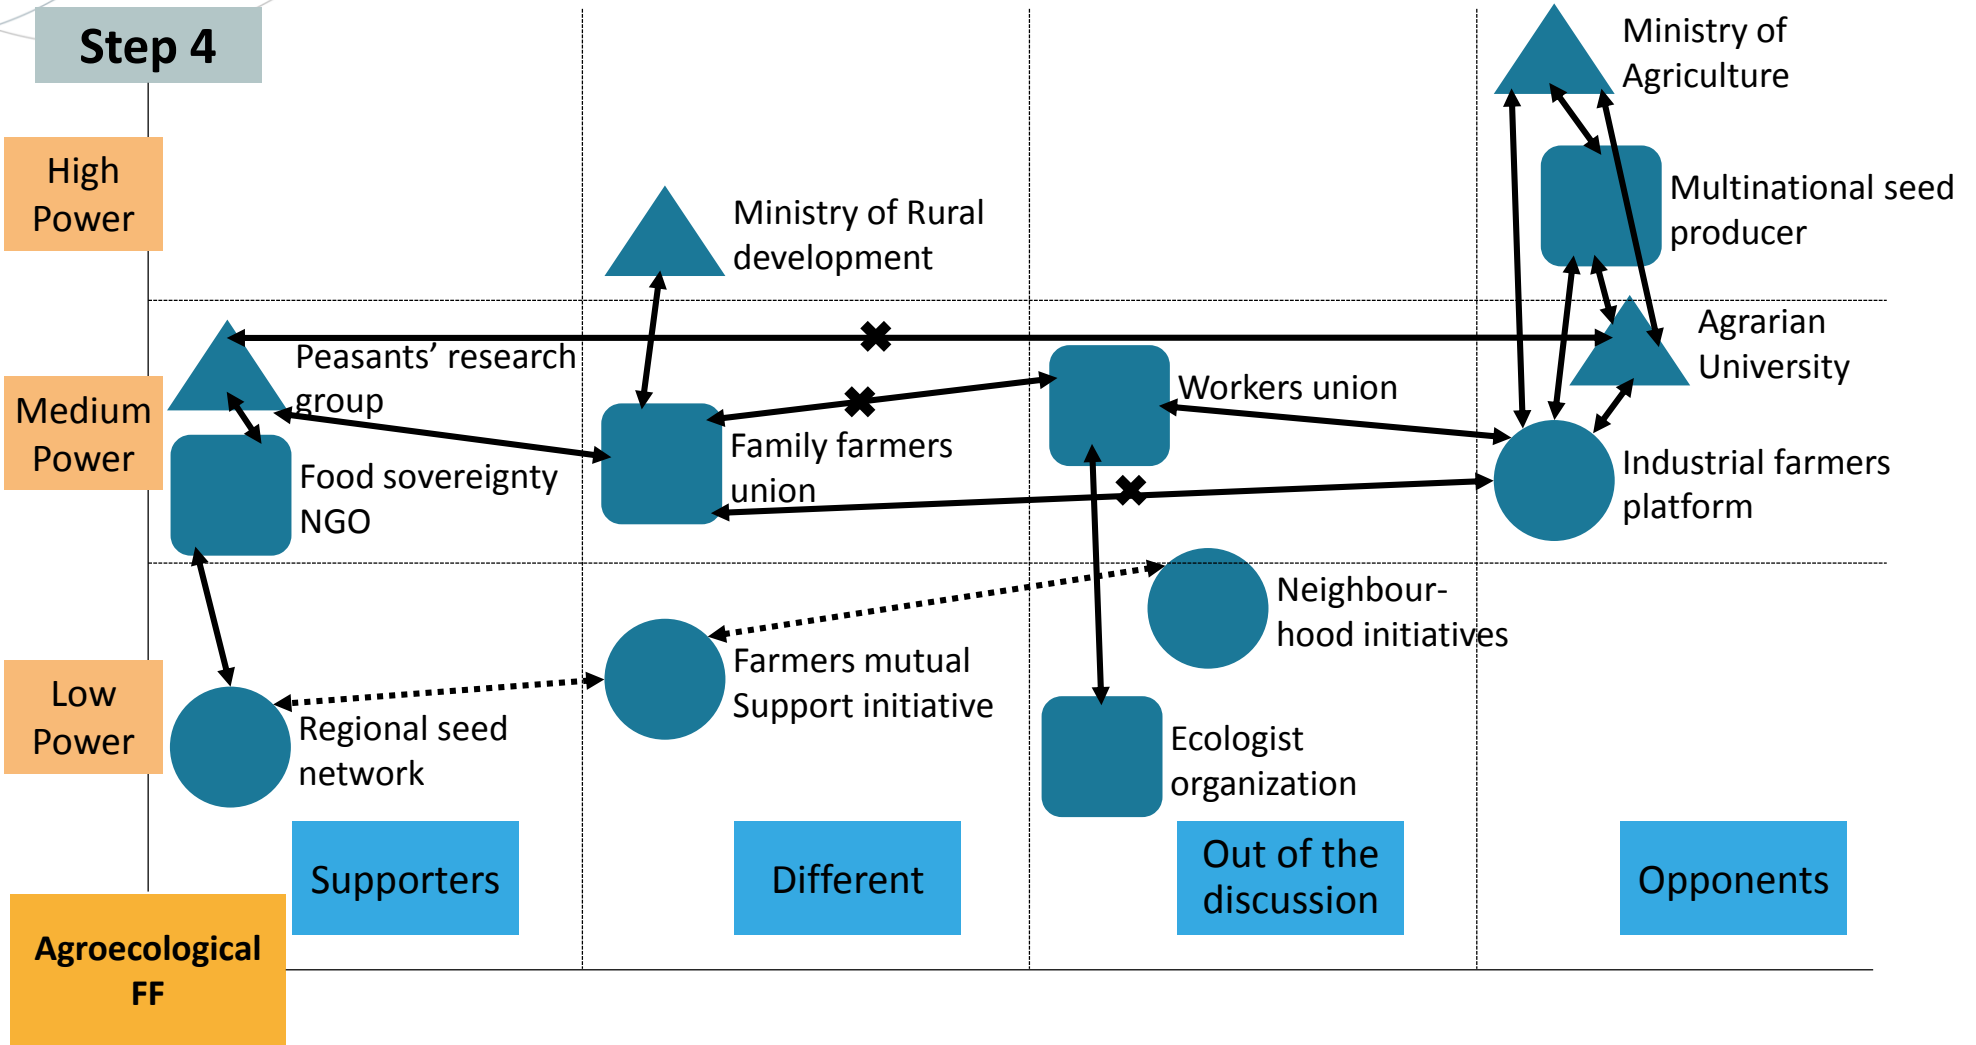 Step 4
Ministry of
Agriculture
High
Power
Multinational seed
producer
Ministry of Rural
development
Agrarian
University
Peasants’ research
group
Workers union
Medium
Power
Family farmers
union
Food sovereignty
NGO
Industrial farmers
platform
Neighbour-
hood initiatives
Low
Power
Farmers mutual
Support initiative
Regional seed
network
Ecologist
organization
Supporters
Different
Out of the
discussion
Opponents
Agroecological
FF